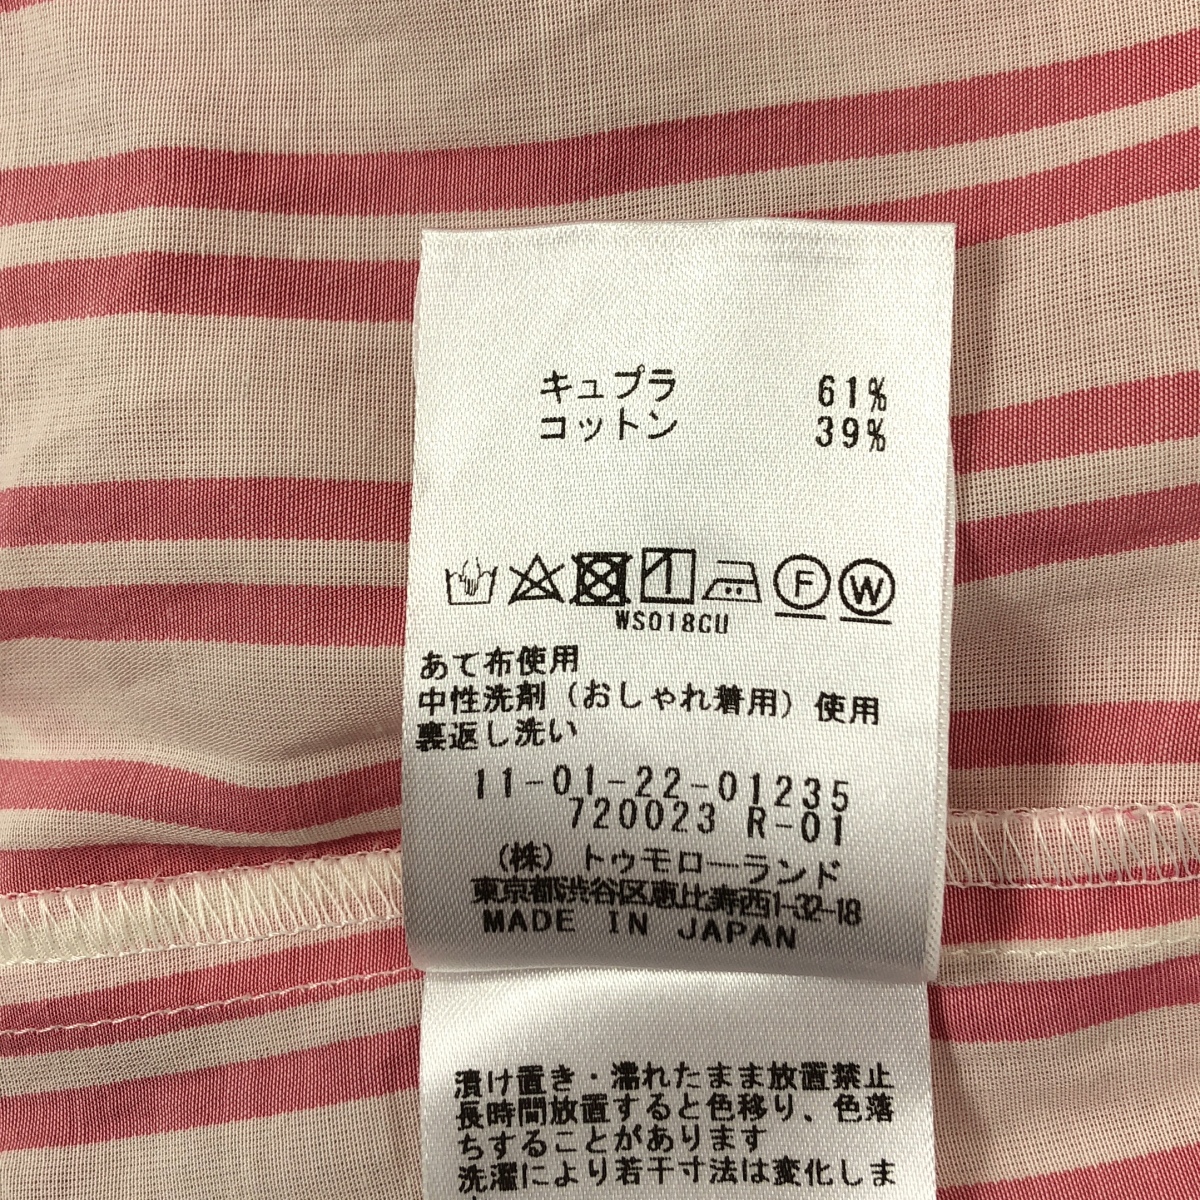 キュプラ 61%
コットン 39%
F W
WS018CU
あて布使用
中性洗剤（おしゃれ着用）使用
裏返し洗い
11-01-22-01235
720023 R-01
（株）トゥモローランド
東京都渋谷区恵比寿西1-32-18
MADE IN JAPAN
漬け置き・濡れたまま放置禁止
長時間放置すると色移り、色落
ちすることがあります
洗濯により若干寸法は変化しま